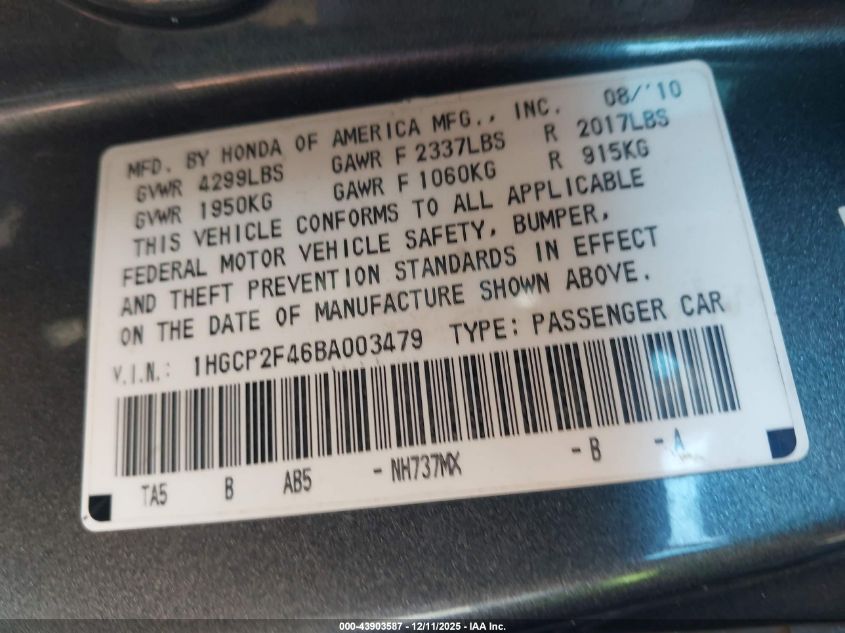 MFD. BY HONDA OF AMERICA MFG., INC. 08/'10
GVWR 4299LBS GAWR F 2337LBS R 2017LBS
GVWR 1950KG GAWR F 1060KG R 915KG
THIS VEHICLE CONFORMS TO ALL APPLICABLE
FEDERAL MOTOR VEHICLE SAFETY, BUMPER,
AND THEFT PREVENTION STANDARDS IN EFFECT
ON THE DATE OF MANUFACTURE SHOWN ABOVE.
V.I.N.: 1HGCP2F46BA003479 TYPE: PASSENGER CAR
TA5 B AB5 -NH737MX -B -A
000-43903587 - 12/11/2025 - IAA Inc.